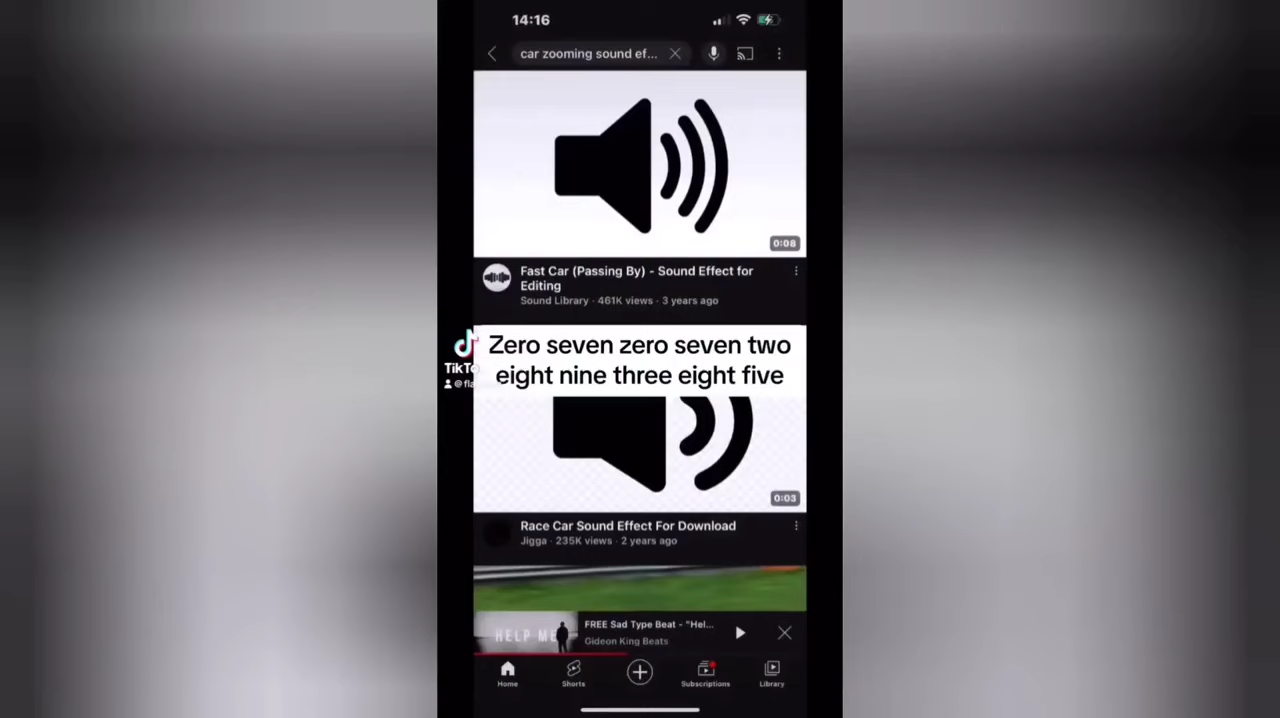 14:16
car zooming sound ef...
0:08
Fast Car (Passing By) - Sound Effect for
Editing
Sound Library · 461K views · 3 years ago
Zero seven zero seven two
eight nine three eight five
0:03
Race Car Sound Effect For Download
Jigga · 235K views · 2 years ago
HELP ME
FREE Sad Type Beat - "Hel...
Gideon King Beats
Home
Shorts
Subscriptions
Library